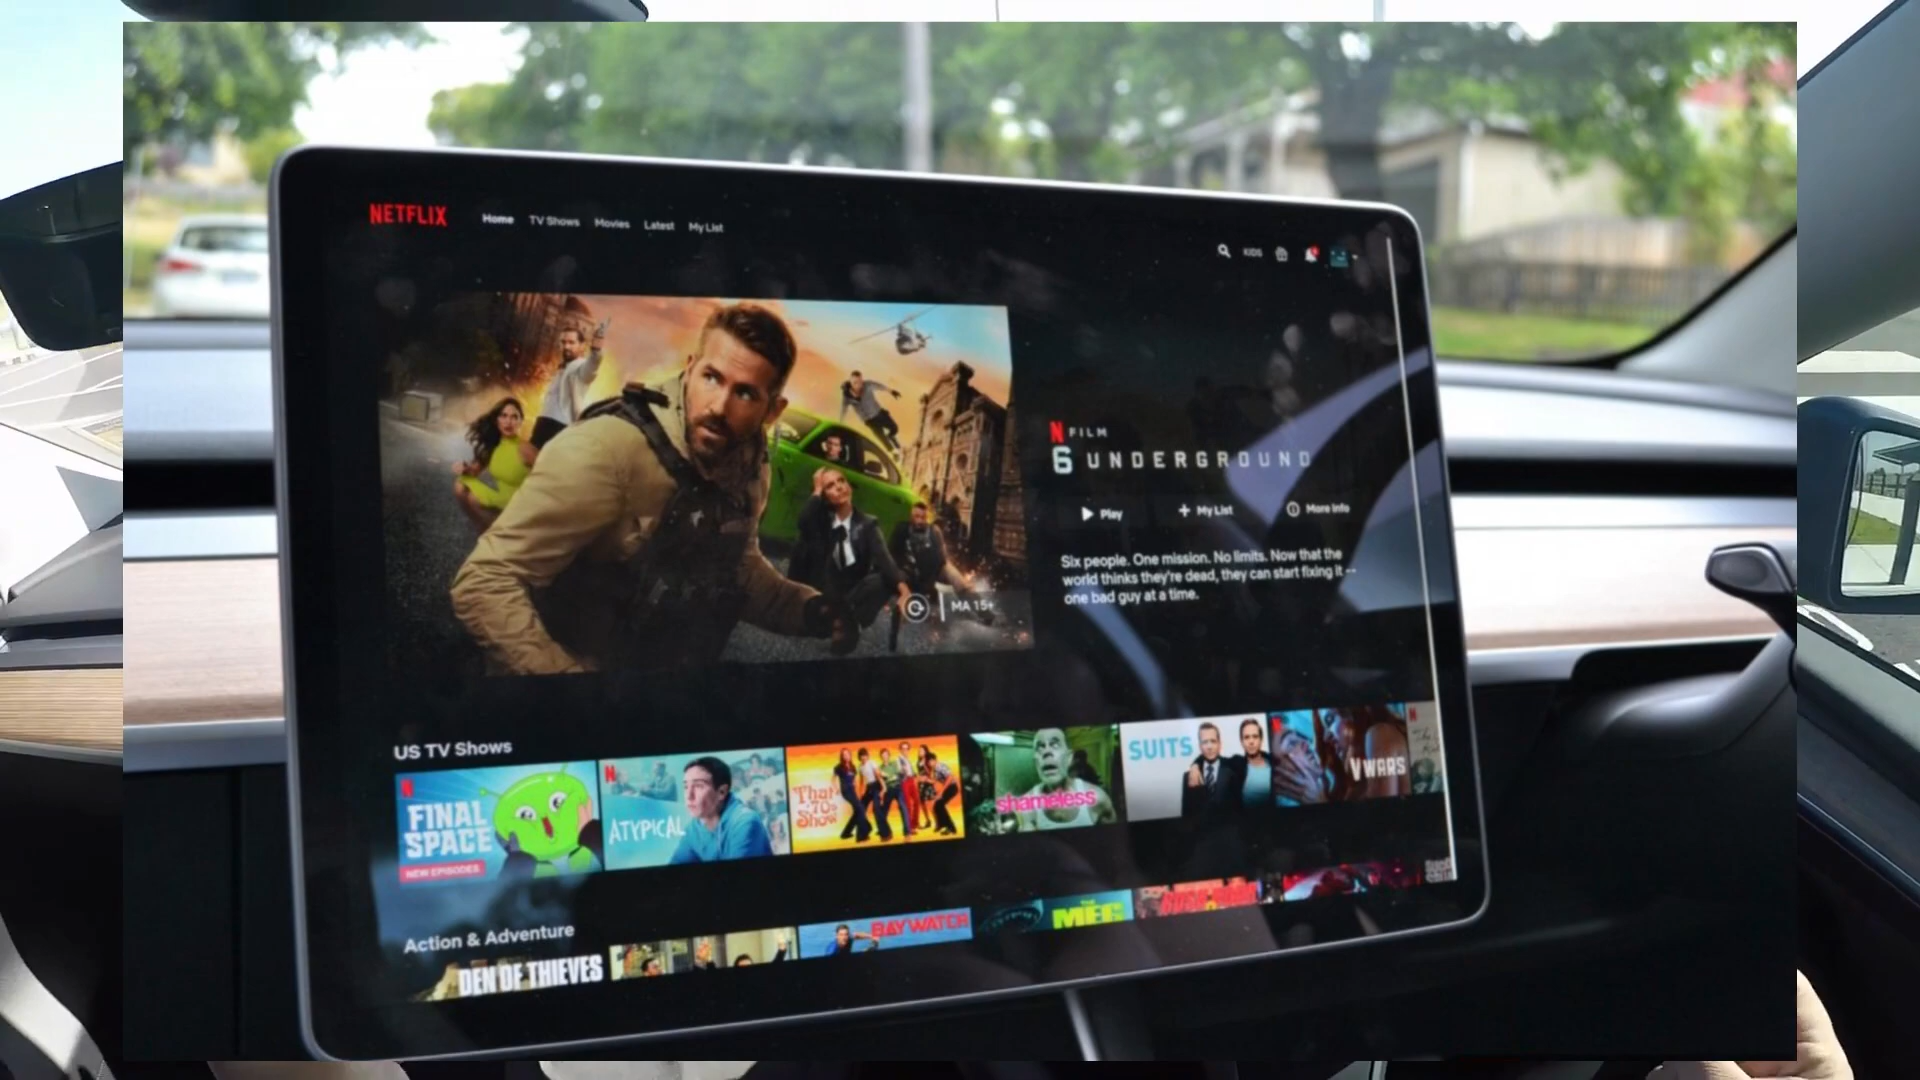 NETFLIX Home TV Shows Movies Latest My List
KIDS
N FILM
6 UNDERGROUND
Play + My List More Info
Six people. One mission. No limits. Now that the
world thinks they're dead, they can start fixing it --
one bad guy at a time.
MA 15+
US TV Shows
FINAL
SPACE
NEW EPISODES
ATYPICAL
That
'70s
Show
shameless
SUITS
V WARS
Action & Adventure
DEN OF THIEVES
BAYWATCH
THE
MEG